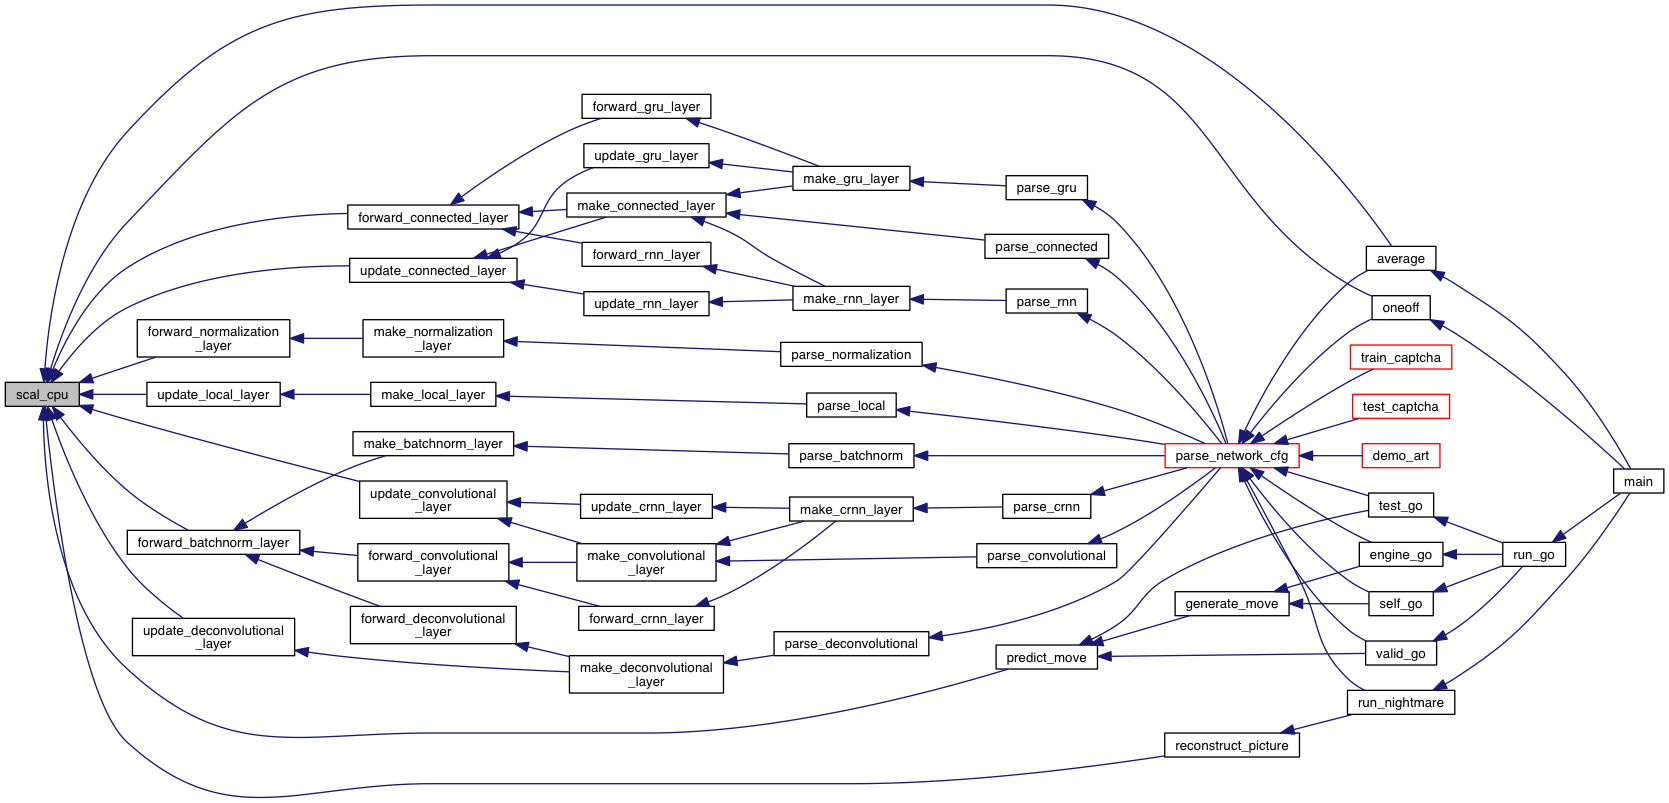 scal_cpu
forward_connected_layer
update_connected_layer
forward_normalization
_layer
update_local_layer
forward_batchnorm_layer
update_deconvolutional
_layer
make_normalization
_layer
make_local_layer
make_batchnorm_layer
update_convolutional
_layer
forward_convolutional
_layer
forward_deconvolutional
_layer
forward_gru_layer
update_gru_layer
make_connected_layer
forward_rnn_layer
update_rnn_layer
update_crnn_layer
make_convolutional
_layer
forward_crnn_layer
make_deconvolutional
_layer
make_gru_layer
make_rnn_layer
parse_normalization
parse_local
parse_batchnorm
make_crnn_layer
parse_deconvolutional
parse_gru
parse_connected
parse_rnn
parse_crnn
parse_convolutional
predict_move
parse_network_cfg
generate_move
reconstruct_picture
average
oneoff
train_captcha
test_captcha
demo_art
test_go
engine_go
self_go
valid_go
run_nightmare
run_go
main